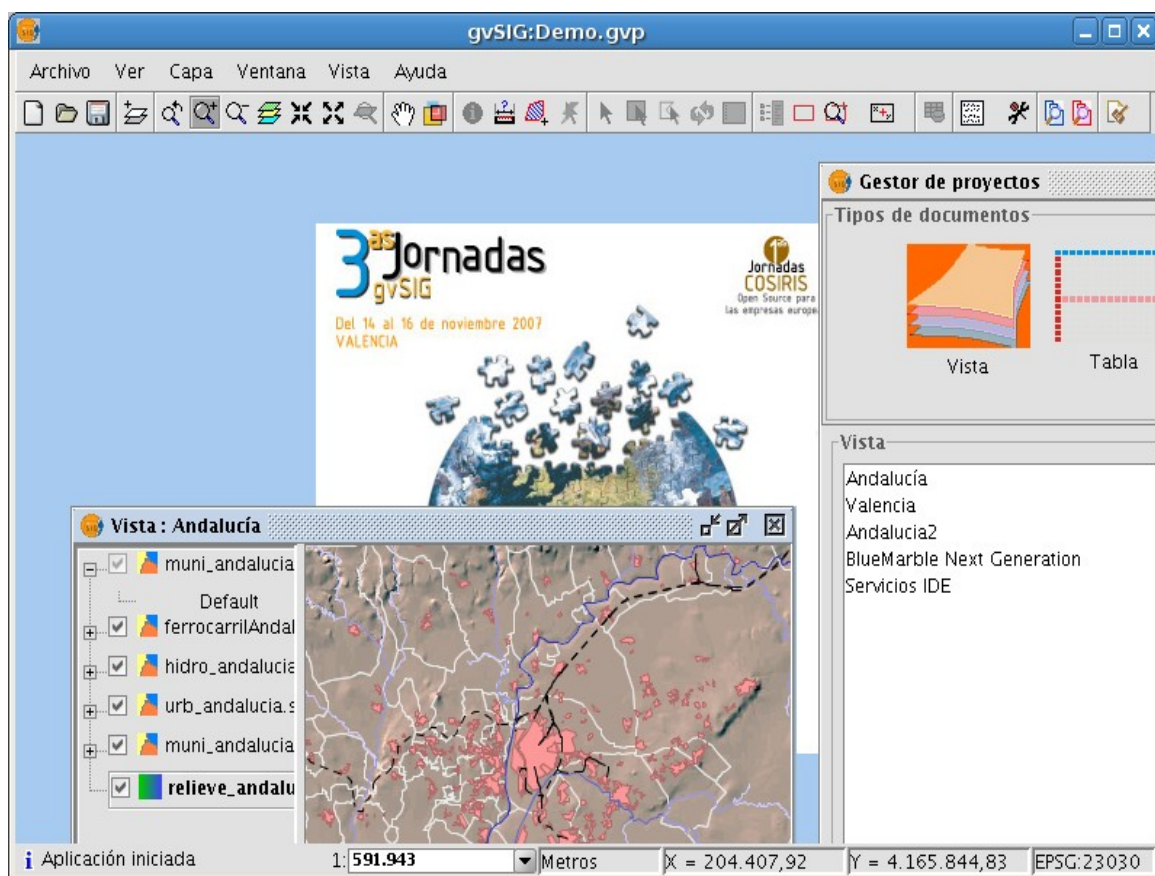 gvSIG:Demo.gvp
Archivo Ver Capa Ventana Vista Ayuda
Gestor de proyectos
Tipos de documentos
Vista
Tabla
3as Jornadas
gvSIG
Del 14 al 16 de noviembre 2007
VALENCIA
Jornadas
COSIRIS
Open Source para
las empresas europe
Vista
Andalucía
Valencia
Andalucia2
BlueMarble Next Generation
Servicios IDE
Vista : Andalucía
muni_andalucia
Default
ferrocarrilAndal
hidro_andalucia
urb_andalucia.s
muni_andalucia
relieve_andalu
Aplicación iniciada 1: 591.943 Metros X = 204.407,92 Y = 4.165.844,83 EPSG:23030